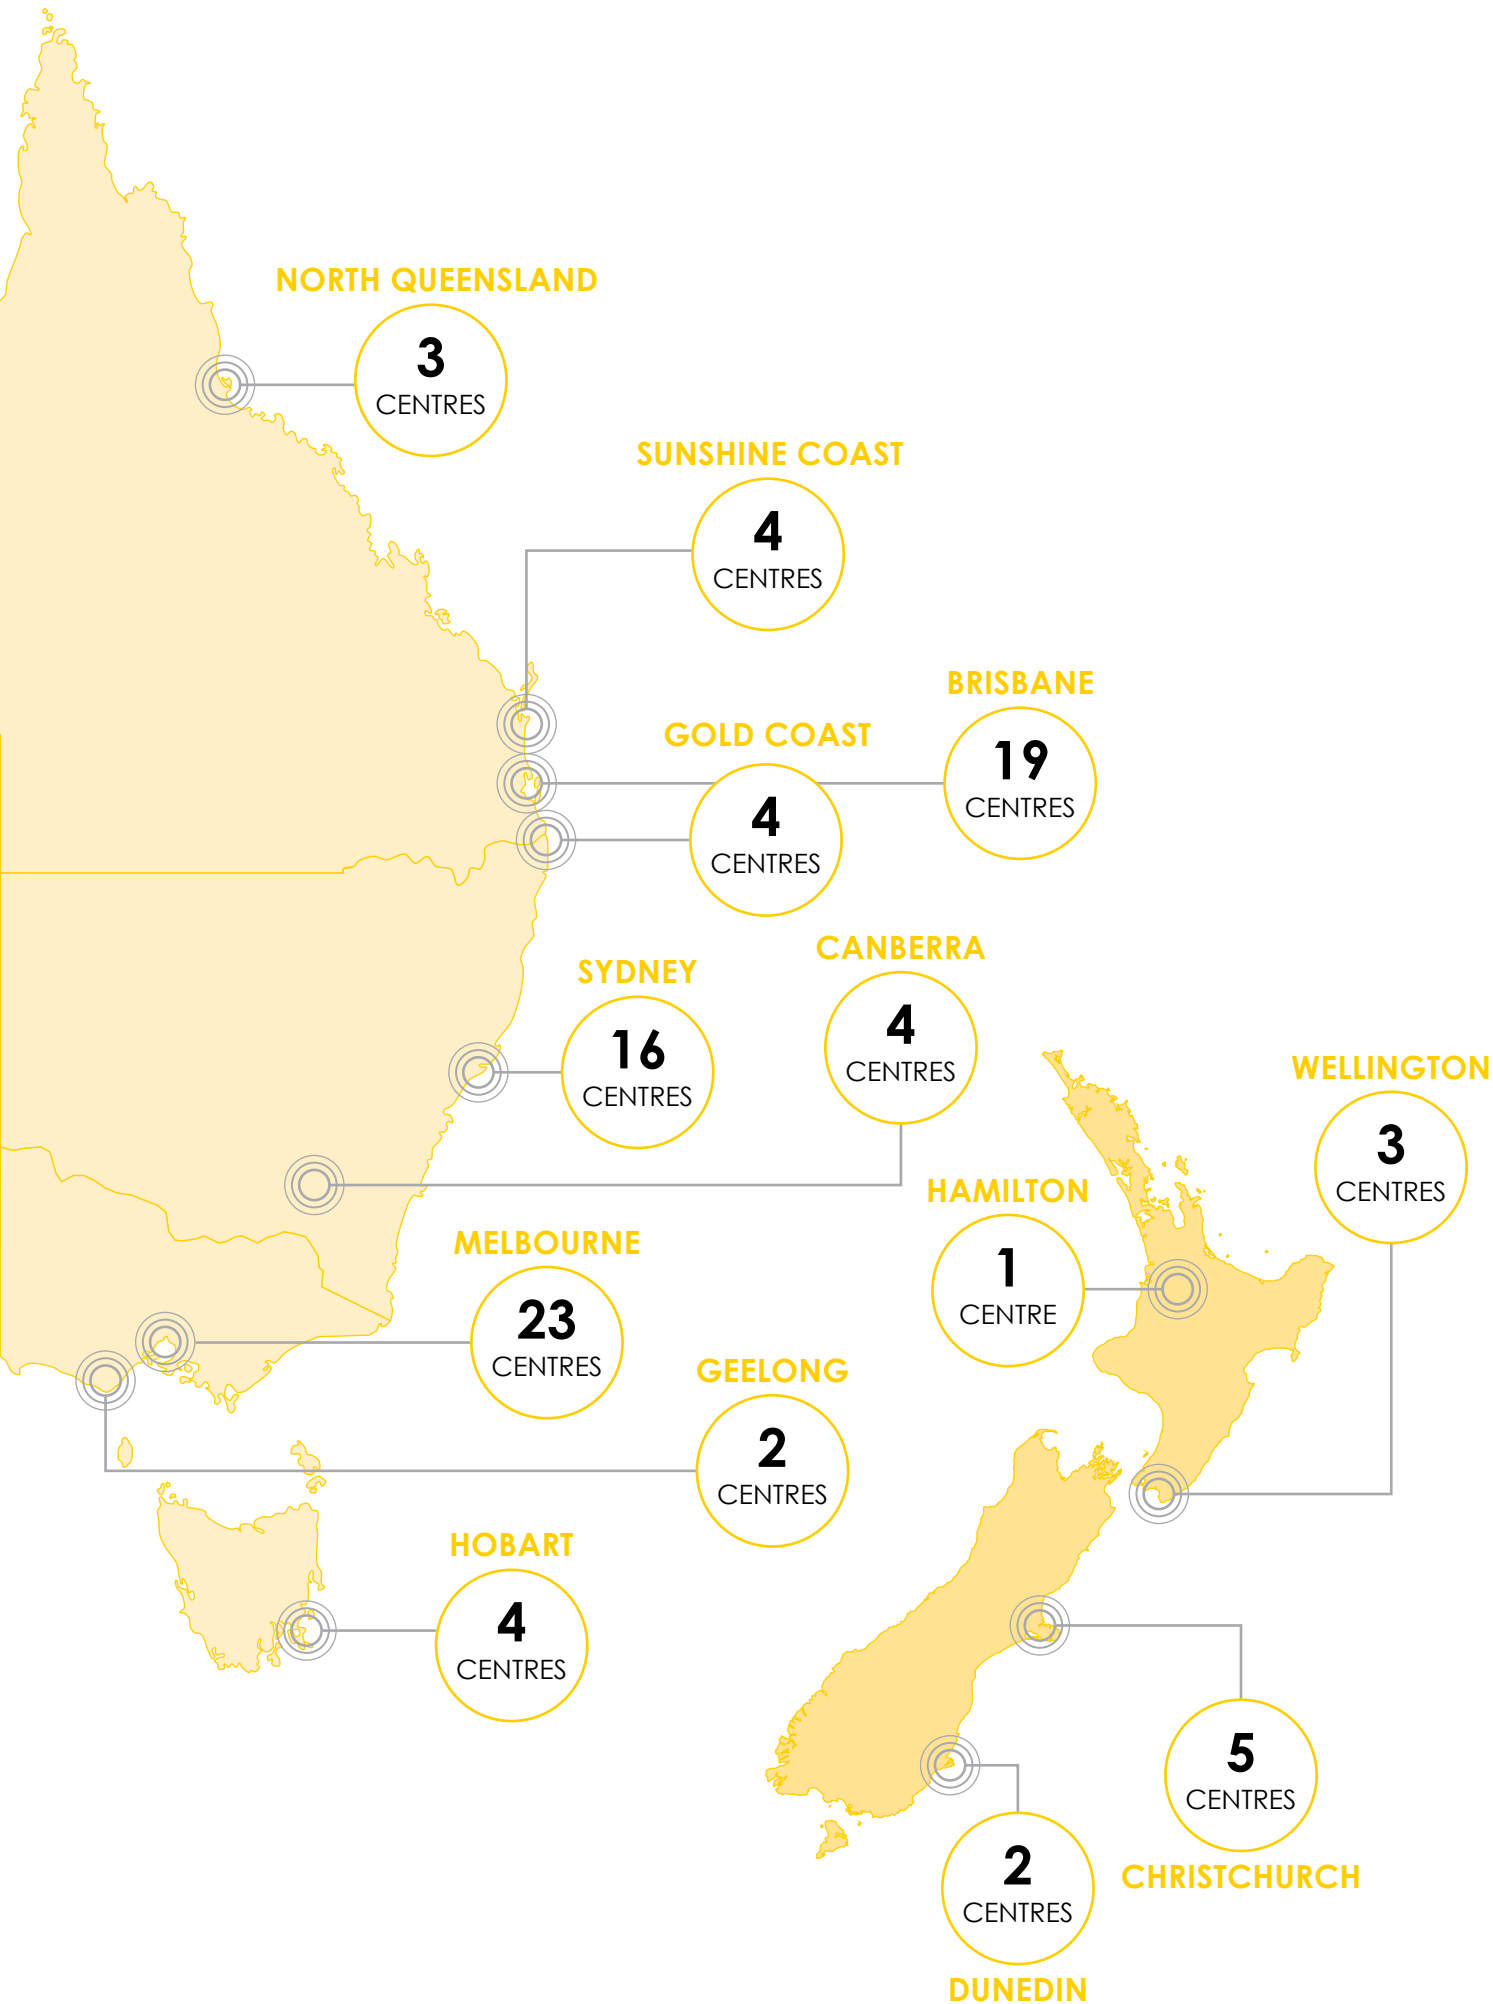 NORTH QUEENSLAND
3
CENTRES
SUNSHINE COAST
4
CENTRES
BRISBANE
19
CENTRES
GOLD COAST
4
CENTRES
CANBERRA
4
CENTRES
SYDNEY
16
CENTRES
WELLINGTON
3
CENTRES
HAMILTON
1
CENTRE
MELBOURNE
23
CENTRES
GEELONG
2
CENTRES
HOBART
4
CENTRES
5
CENTRES
CHRISTCHURCH
2
CENTRES
DUNEDIN